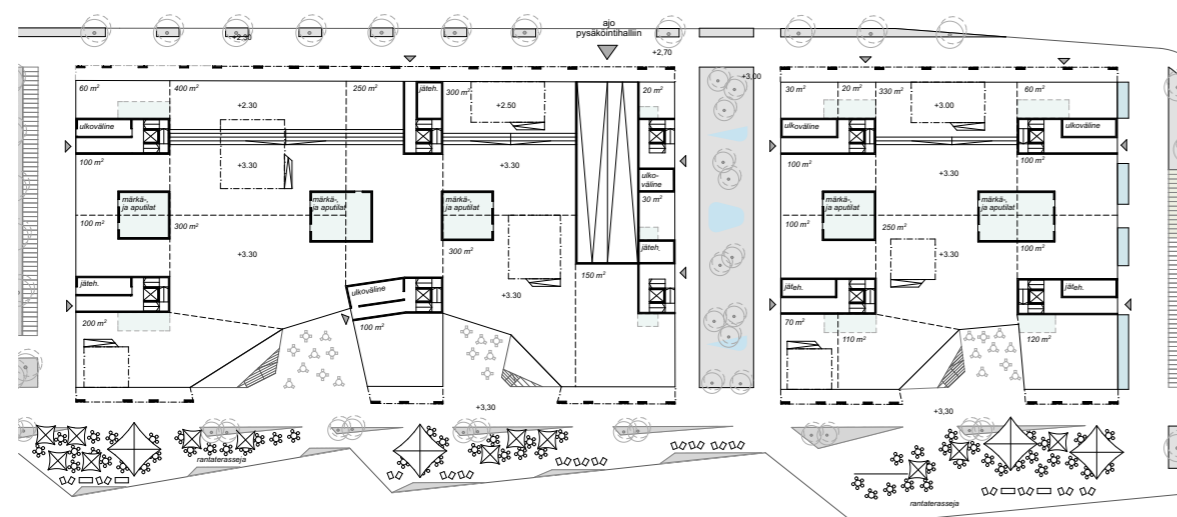 ajo
pysäköintihalliin
+2.30
+2,70
+3,00
60 m²
400 m²
250 m²
jäteh.
300 m²
20 m²
30 m²
20 m²
330 m²
60 m²
+2.30
+2.50
+3.00
ulkoväline
ulkoväline
ulkoväline
100 m²
+3.30
+3.30
100 m²
+3.30
100 m²
ulko-
väline
30 m²
märkä-
ja aputilat
märkä-
ja aputilat
märkä-
ja aputilat
märkä-
ja aputilat
märkä-
ja aputilat
100 m²
300 m²
300 m²
jäteh.
100 m²
250 m²
100 m²
+3.30
150 m²
+3.30
jäteh.
ulkoväline
+3.30
jäteh.
jäteh.
200 m²
100 m²
70 m²
110 m²
120 m²
+3,30
+3,30
rantaterasseja
rantaterasseja